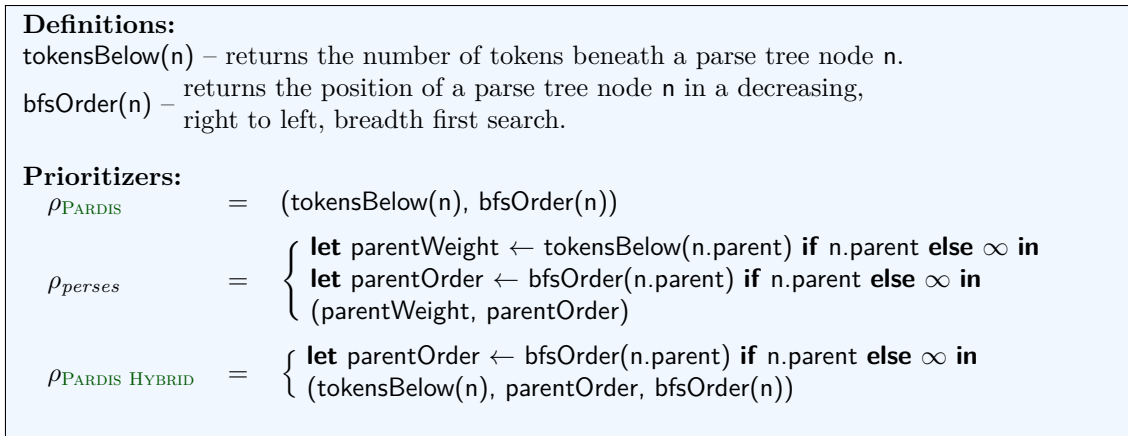 Definitions:
tokensBelow(n) – returns the number of tokens beneath a parse tree node n.
bfsOrder(n) – returns the position of a parse tree node n in a decreasing,
right to left, breadth first search.
Prioritizers:
ρPARDIS = (tokensBelow(n), bfsOrder(n))
let parentWeight ← tokensBelow(n.parent) if n.parent else ∞ in
ρperses = { let parentOrder ← bfsOrder(n.parent) if n.parent else ∞ in
(parentWeight, parentOrder)
ρPARDIS HYBRID = { let parentOrder ← bfsOrder(n.parent) if n.parent else ∞ in
(tokensBelow(n), parentOrder, bfsOrder(n))